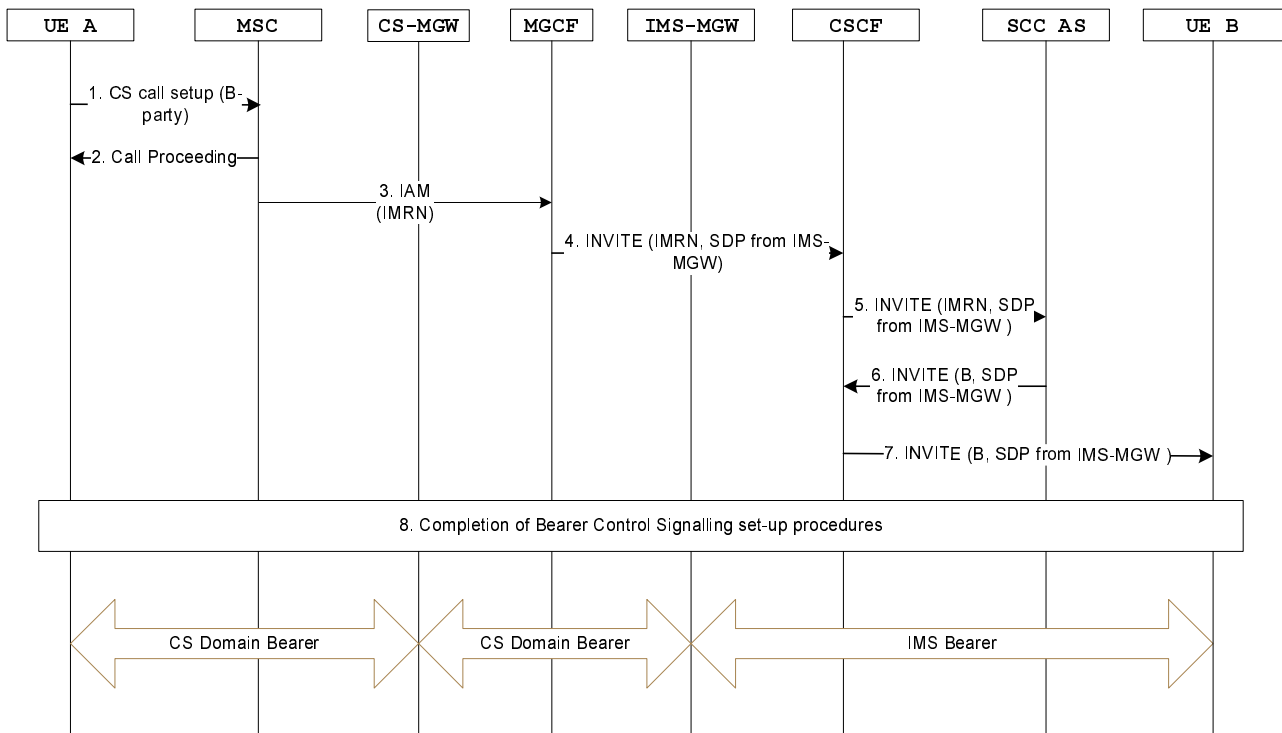 UE A
MSC
CS-MGW
MGCF
IMS-MGW
CSCF
SCC AS
UE B
1. CS call setup (B-
party)
2. Call Proceeding
3. IAM
(IMRN)
4. INVITE (IMRN, SDP from IMS-
MGW)
5. INVITE (IMRN, SDP
from IMS-MGW )
6. INVITE (B, SDP
from IMS-MGW )
7. INVITE (B, SDP from IMS-MGW )
8. Completion of Bearer Control Signalling set-up procedures
CS Domain Bearer
CS Domain Bearer
IMS Bearer